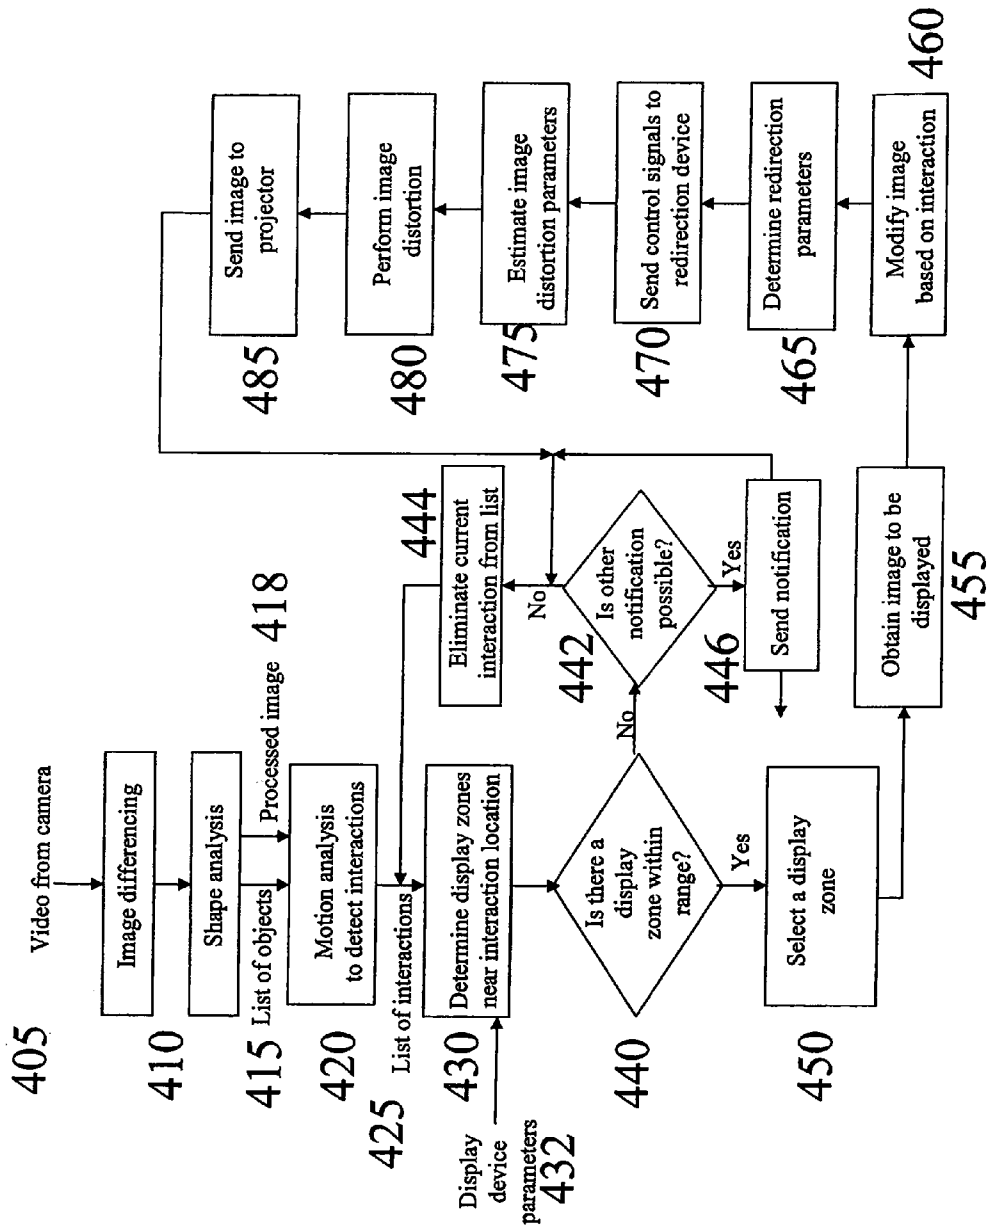 405
Video from camera
Image differencing
410
Shape analysis
415
List of objects
Processed image
418
420
Motion analysis
to detect interactions
425
List of interactions
430
Determine display zones
near interaction location
Display
device
parameters
432
440
Is there a
display
zone within
range?
No
Yes
442
Is other
notification
possible?
No
Yes
444
Eliminate current
interaction from list
446
Send notification
450
Select a display
zone
455
Obtain image to be
displayed
460
Modify image
based on interaction
465
Determine redirection
parameters
470
Send control signals to
redirection device
475
Estimate image
distortion parameters
480
Perform image
distortion
485
Send image to
projector